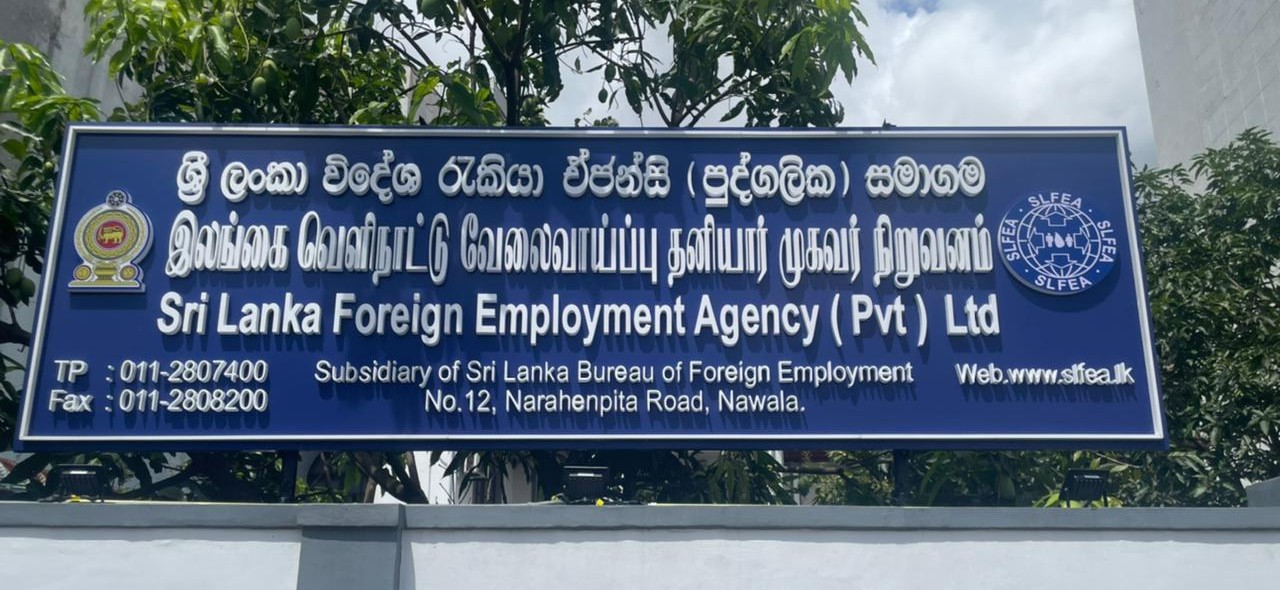 ශ්‍රී ලංකා විදේශ රැකියා ඒජන්සි (පුද්ගලික) සමාගම
இலங்கை வெளிநாட்டு வேலைவாய்ப்பு தனியார் முகவர் நிறுவனம்
Sri Lanka Foreign Employment Agency ( Pvt ) Ltd
TP : 011-2807400
Fax : 011-2808200
Subsidiary of Sri Lanka Bureau of Foreign Employment
No.12, Narahenpita Road, Nawala.
Web.www.slfea.lk
SLFEA · SLFEA · SLFEA · SLFEA